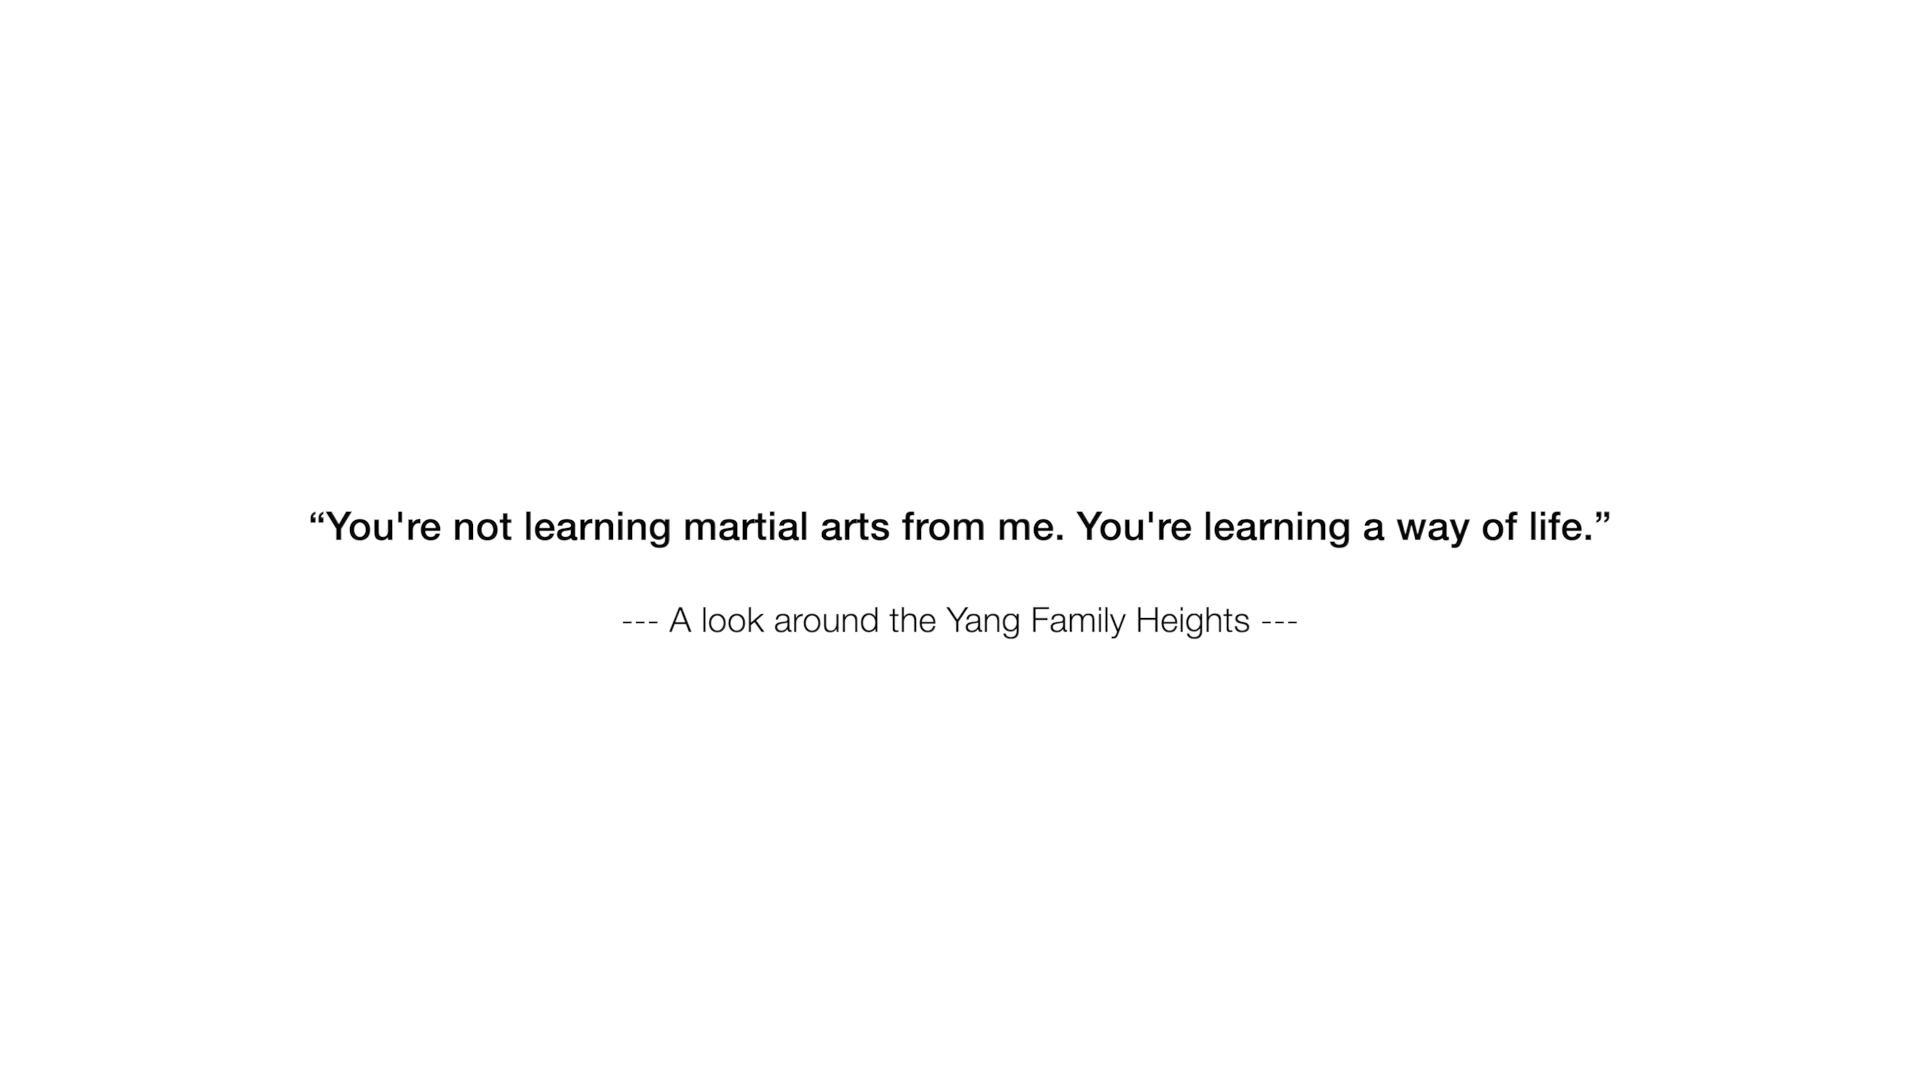 “You're not learning martial arts from me. You're learning a way of life.”
--- A look around the Yang Family Heights ---